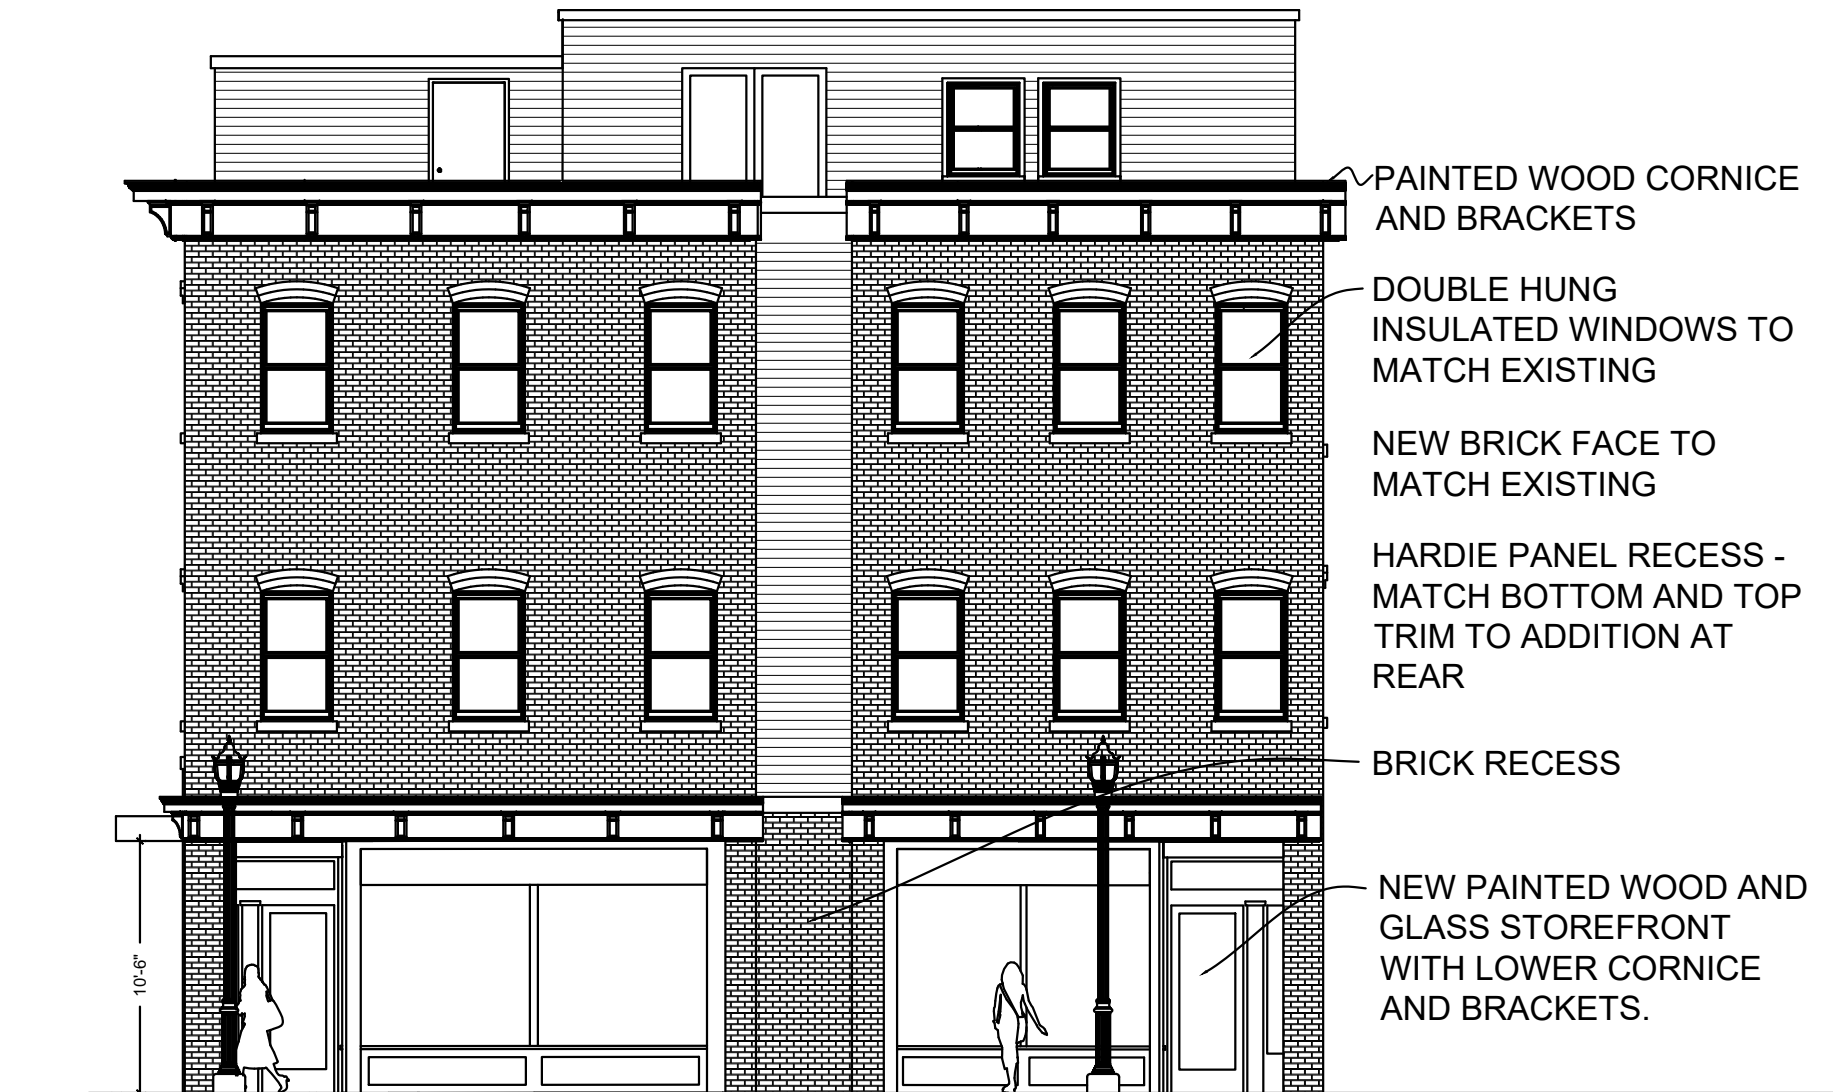 PAINTED WOOD CORNICE
AND BRACKETS
DOUBLE HUNG
INSULATED WINDOWS TO
MATCH EXISTING
NEW BRICK FACE TO
MATCH EXISTING
HARDIE PANEL RECESS -
MATCH BOTTOM AND TOP
TRIM TO ADDITION AT
REAR
BRICK RECESS
NEW PAINTED WOOD AND
GLASS STOREFRONT
WITH LOWER CORNICE
AND BRACKETS.
10'-6"